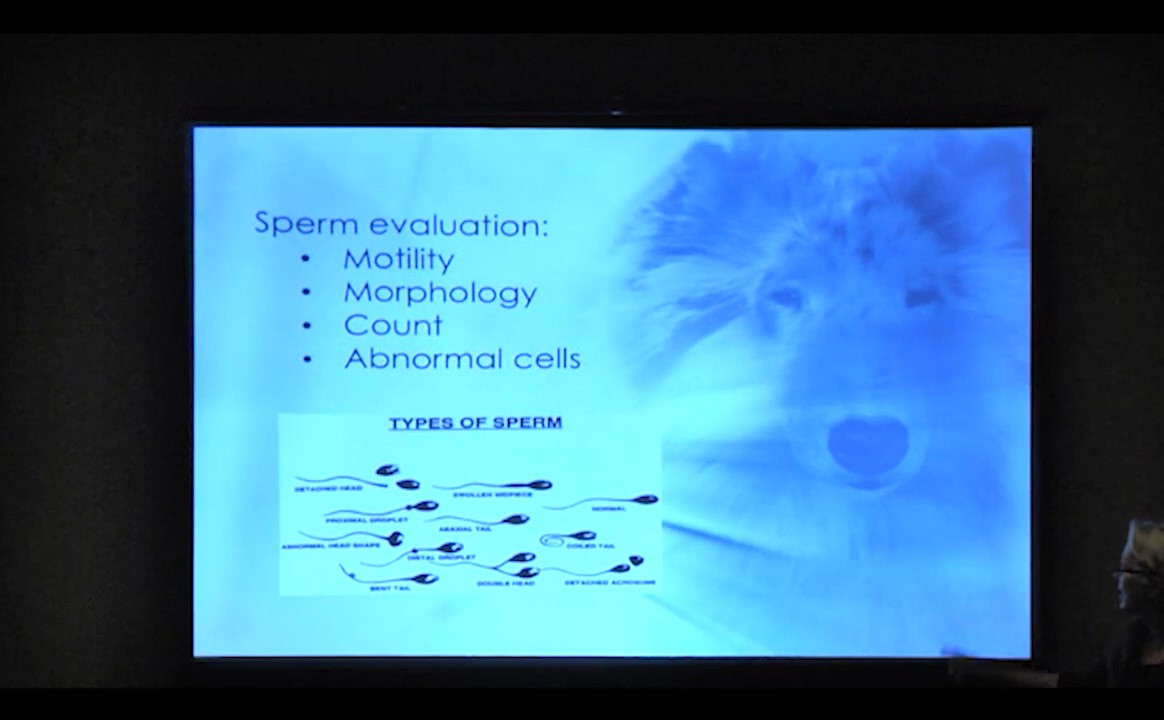 Sperm evaluation:
• Motility
• Morphology
• Count
• Abnormal cells
TYPES OF SPERM
DETACHED HEAD
SWOLLEN MIDPIECE
NORMAL
PROXIMAL DROPLET
ABAXIAL TAIL
ABNORMAL HEAD SHAPE
DISTAL DROPLET
COILED TAIL
BENT TAIL
DOUBLE HEAD
DETACHED ACROSOME